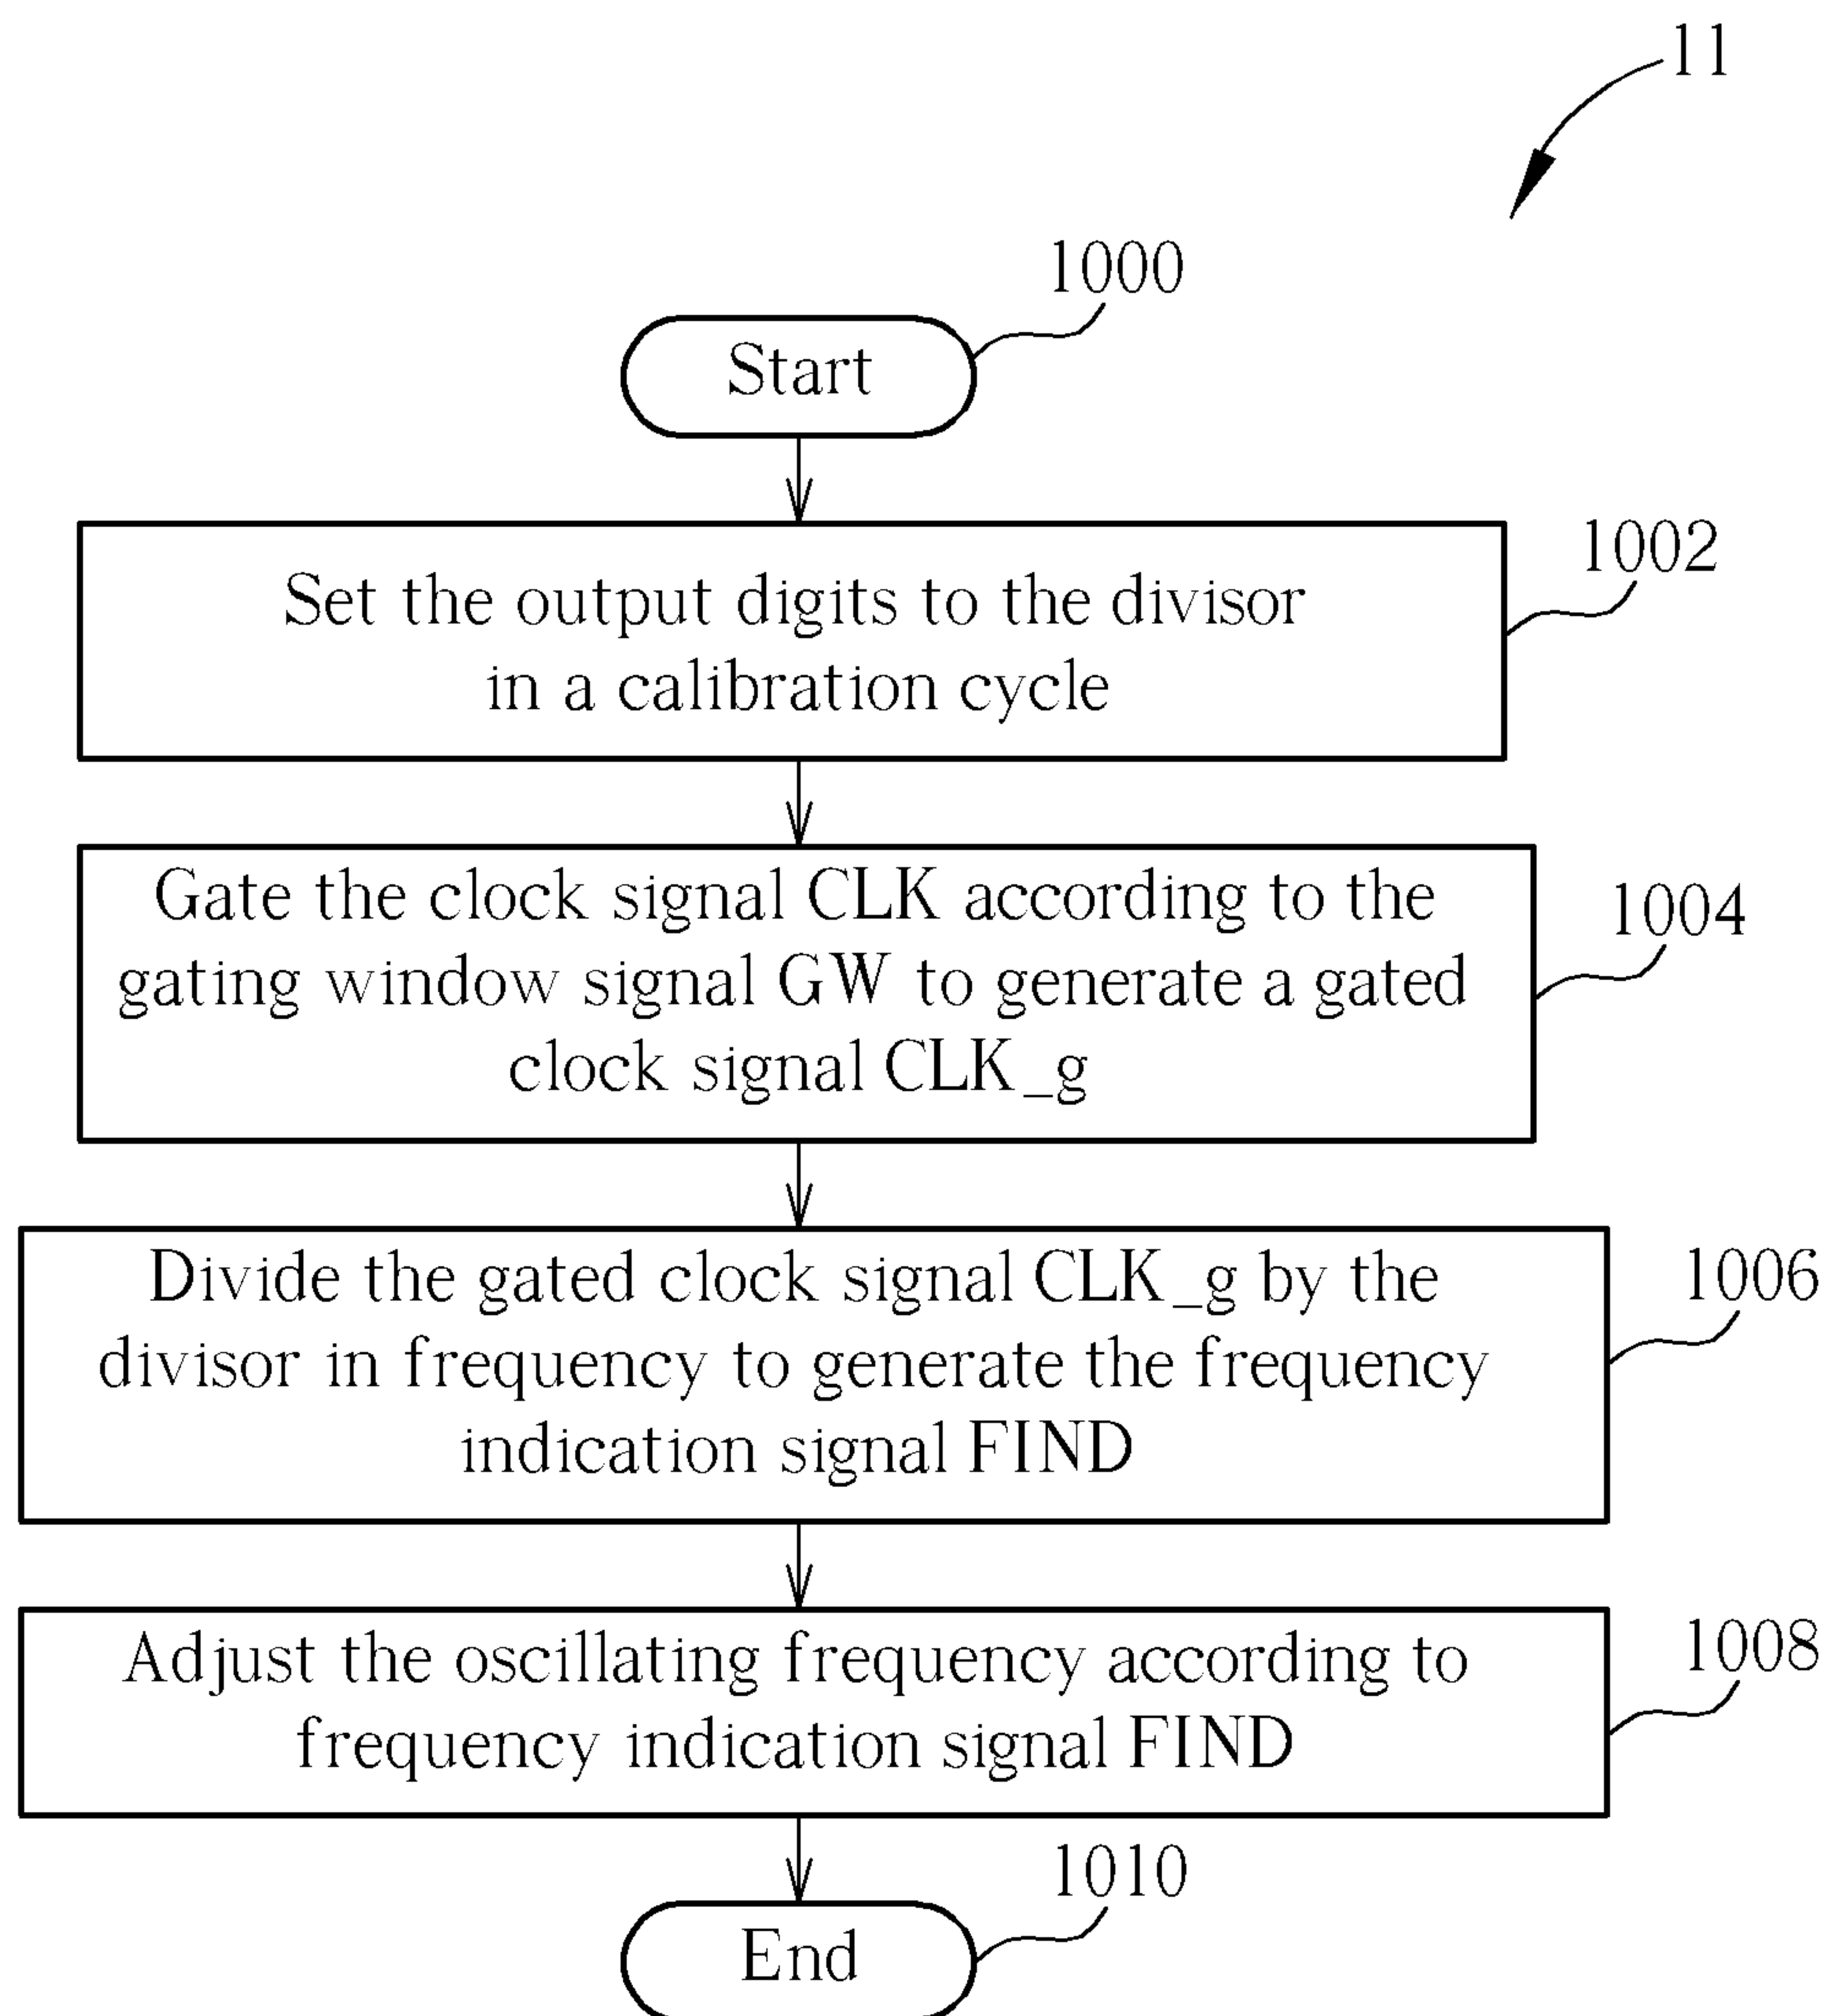 11
1000
Start
1002
Set the output digits to the divisor
in a calibration cycle
1004
Gate the clock signal CLK according to the
gating window signal GW to generate a gated
clock signal CLK_g
1006
Divide the gated clock signal CLK_g by the
divisor in frequency to generate the frequency
indication signal FIND
1008
Adjust the oscillating frequency according to
frequency indication signal FIND
1010
End